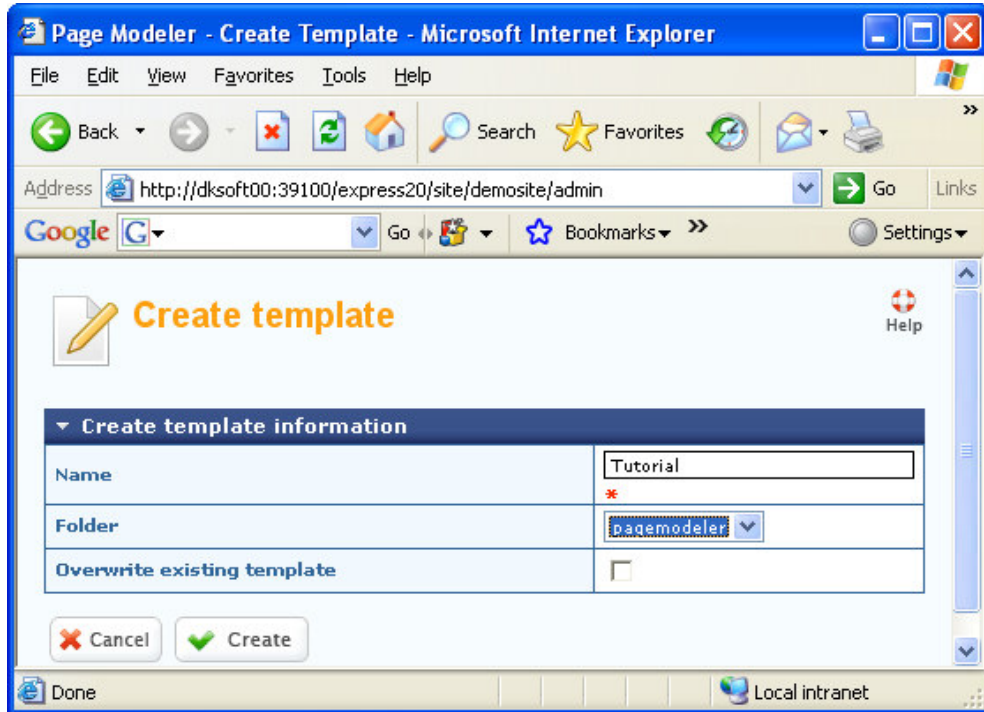 Page Modeler - Create Template - Microsoft Internet Explorer
File Edit View Favorites Tools Help
Back Search Favorites »
Address http://dksoft00:39100/express20/site/demosite/admin Go Links
Google G Go Bookmarks » Settings
Create template
Help
Create template information
Name Tutorial
*
Folder pagemodeler
Overwrite existing template
Cancel Create
Done Local intranet